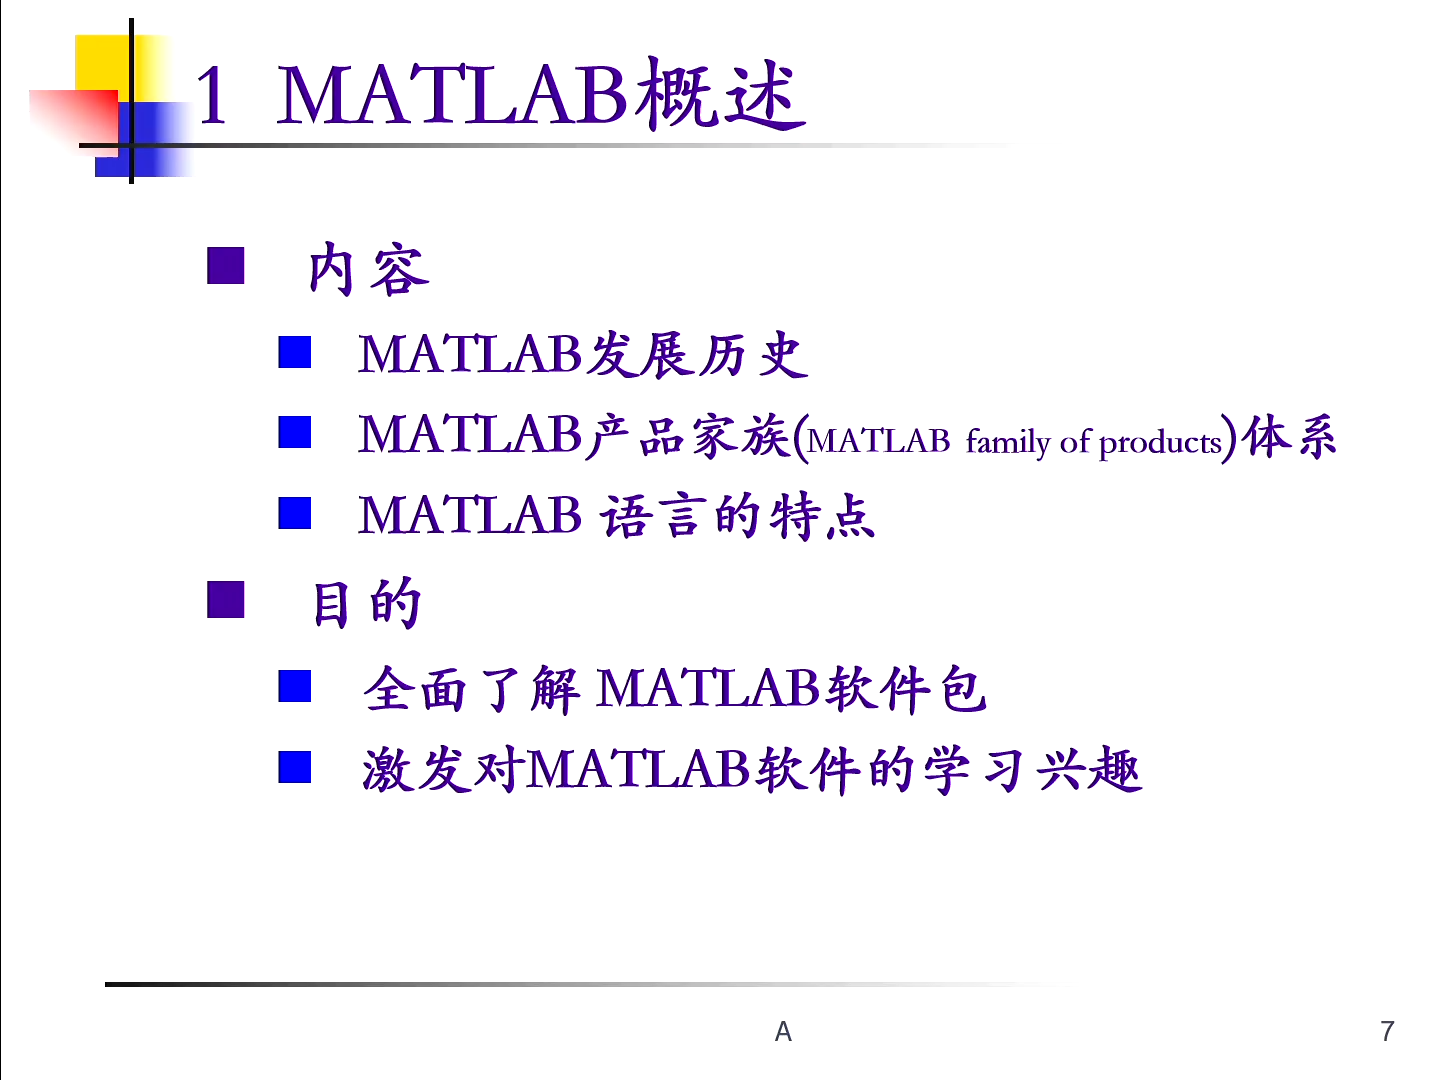 1 MATLAB概述
内容
MATLAB发展历史
MATLAB产品家族(MATLAB family of products)体系
MATLAB 语言的特点
目的
全面了解 MATLAB软件包
激发对MATLAB软件的学习兴趣
A
7